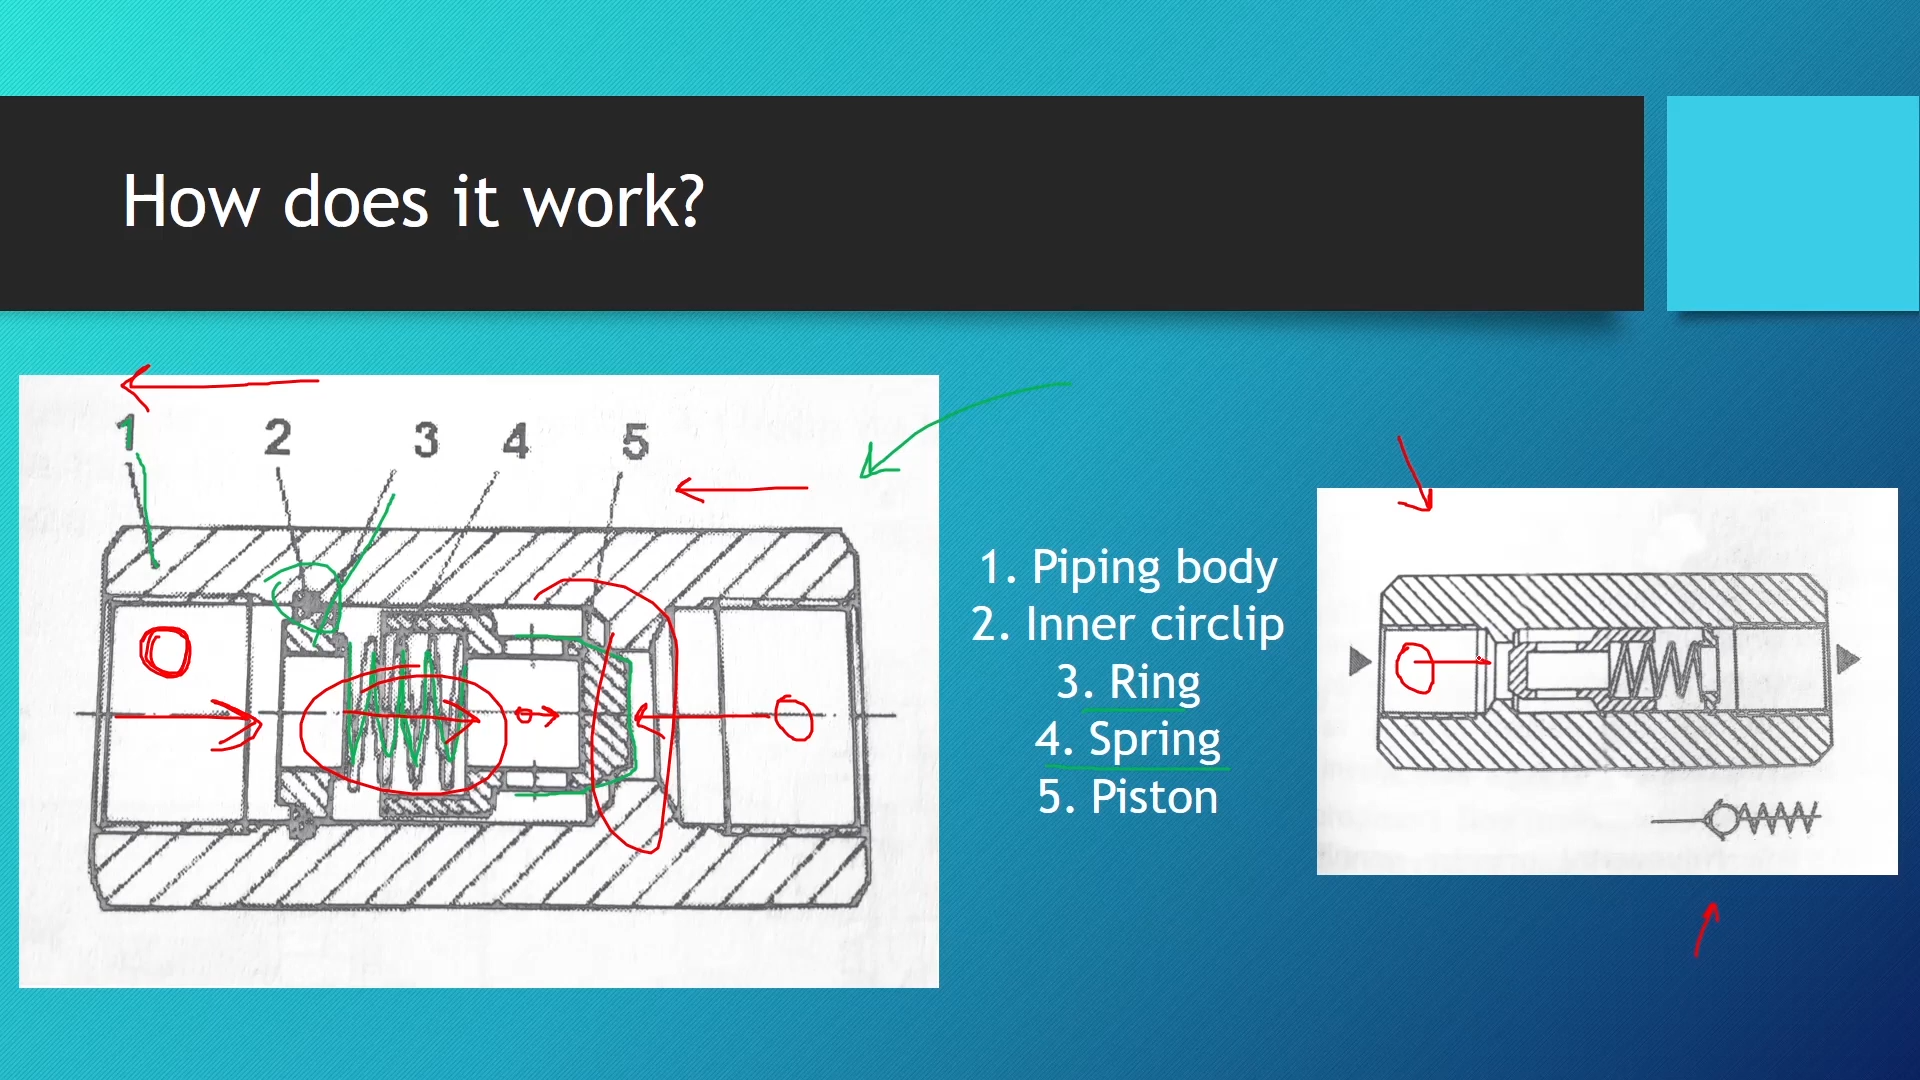 How does it work?
1 2 3 4 5
1. Piping body
2. Inner circlip
3. Ring
4. Spring
5. Piston